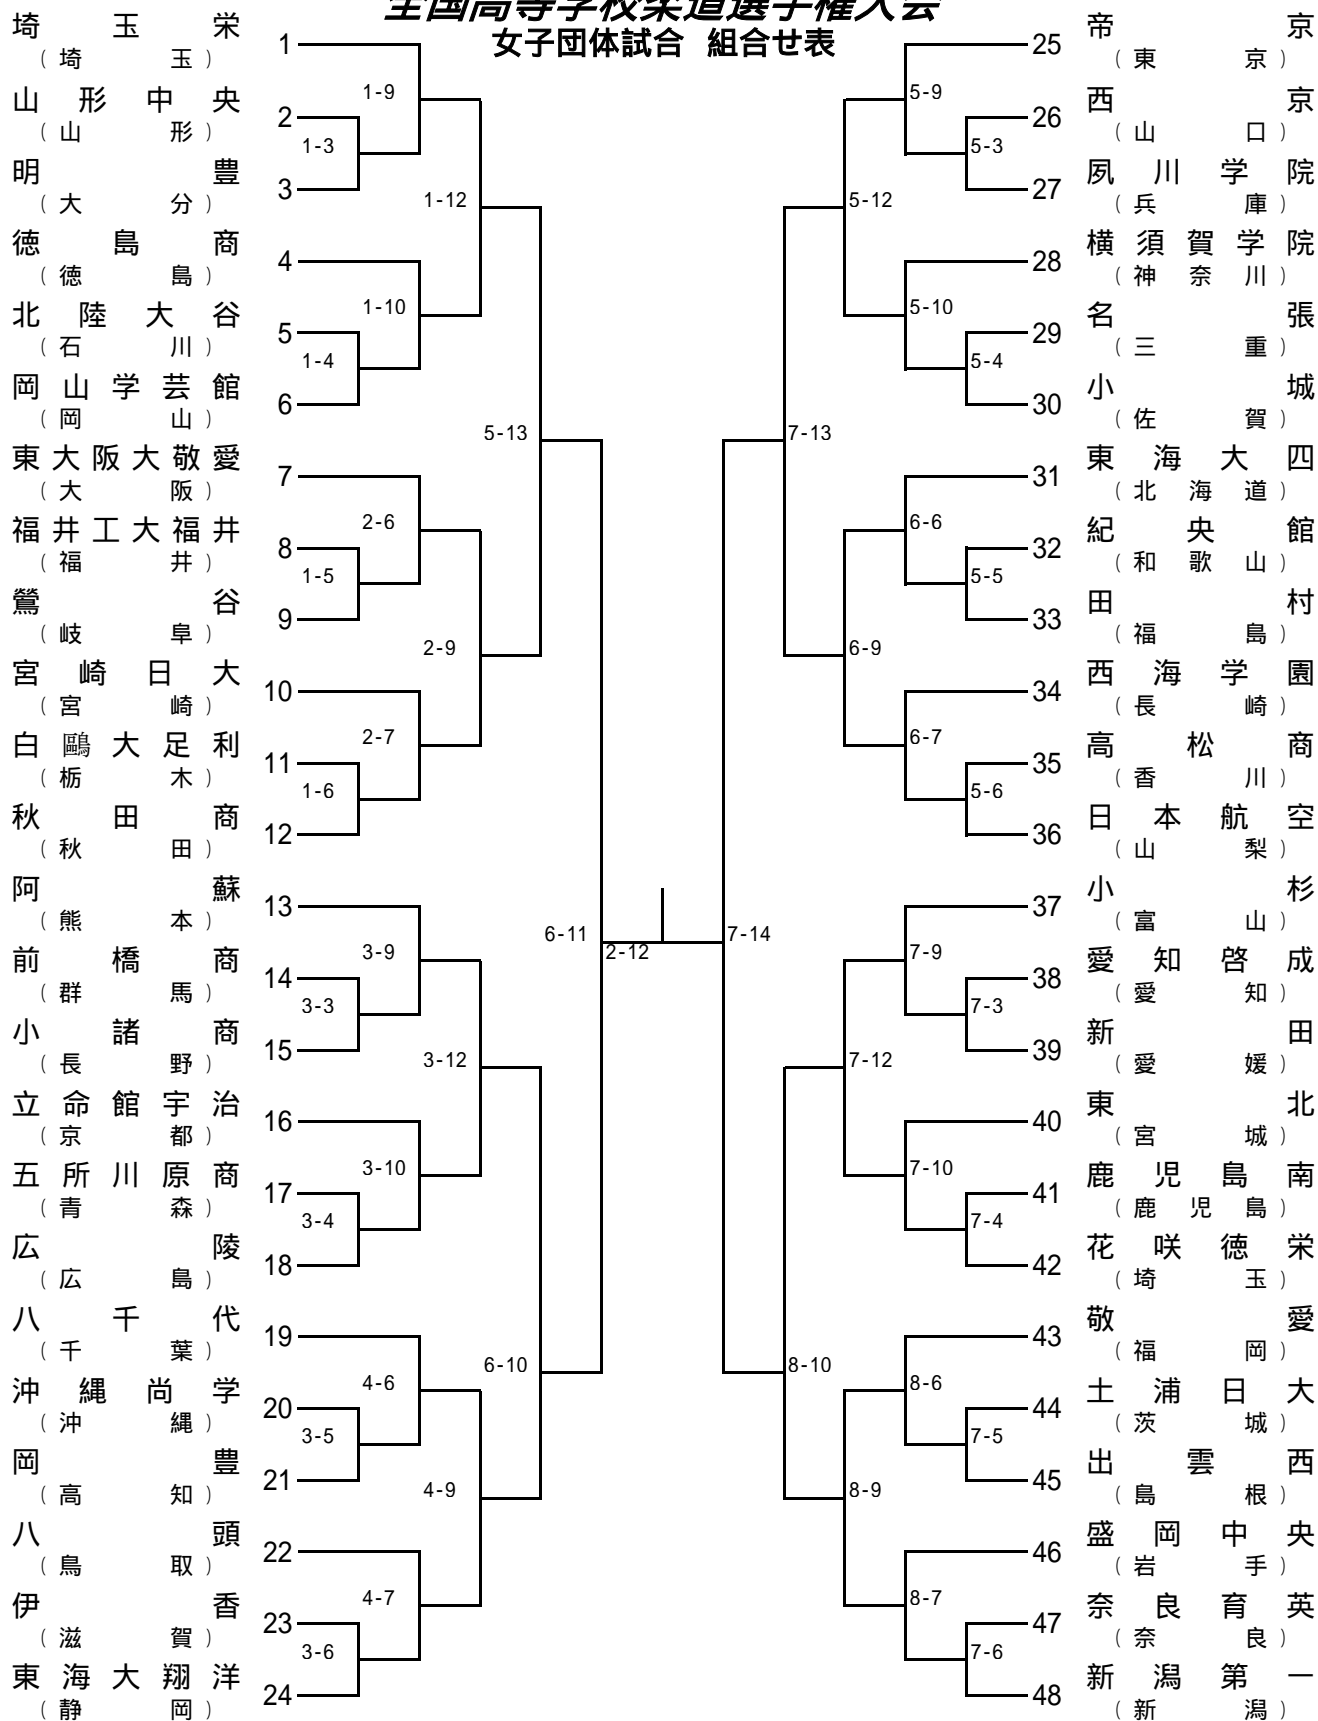 全国高等学校柔道選手権大会
女子団体試合 組合せ表
埼玉栄
(埼玉)
1
山形中央
(山形)
2
明豊
(大分)
3
徳島商
(徳島)
4
北陸大谷
(石川)
5
岡山学芸館
(岡山)
6
東大阪大敬愛
(大阪)
7
福井工大福井
(福井)
8
鶯谷
(岐阜)
9
宮崎日大
(宮崎)
10
白鷗大足利
(栃木)
11
秋田商
(秋田)
12
阿蘇
(熊本)
13
前橋商
(群馬)
14
小諸商
(長野)
15
立命館宇治
(京都)
16
五所川原商
(青森)
17
広陵
(広島)
18
八千代
(千葉)
19
沖縄尚学
(沖縄)
20
岡豊
(高知)
21
八頭
(鳥取)
22
伊香
(滋賀)
23
東海大翔洋
(静岡)
24
1-9
1-3
1-12
1-10
1-4
5-13
2-6
1-5
2-9
2-7
1-6
6-11
2-12
3-9
3-3
3-12
3-10
3-4
6-10
4-6
3-5
4-9
4-7
3-6
5-9
5-3
5-12
5-10
5-4
7-13
6-6
5-5
6-9
6-7
5-6
7-14
7-9
7-3
7-12
7-10
7-4
8-10
8-6
7-5
8-9
8-7
7-6
25
帝京
(東京)
26
西京
(山口)
27
夙川学院
(兵庫)
28
横須賀学院
(神奈川)
29
名張
(三重)
30
小城
(佐賀)
31
東海大四
(北海道)
32
紀央館
(和歌山)
33
田村
(福島)
34
西海学園
(長崎)
35
高松商
(香川)
36
日本航空
(山梨)
37
小杉
(富山)
38
愛知啓成
(愛知)
39
新田
(愛媛)
40
東北
(宮城)
41
鹿児島南
(鹿児島)
42
花咲徳栄
(埼玉)
43
敬愛
(福岡)
44
土浦日大
(茨城)
45
出雲西
(島根)
46
盛岡中央
(岩手)
47
奈良育英
(奈良)
48
新潟第一
(新潟)